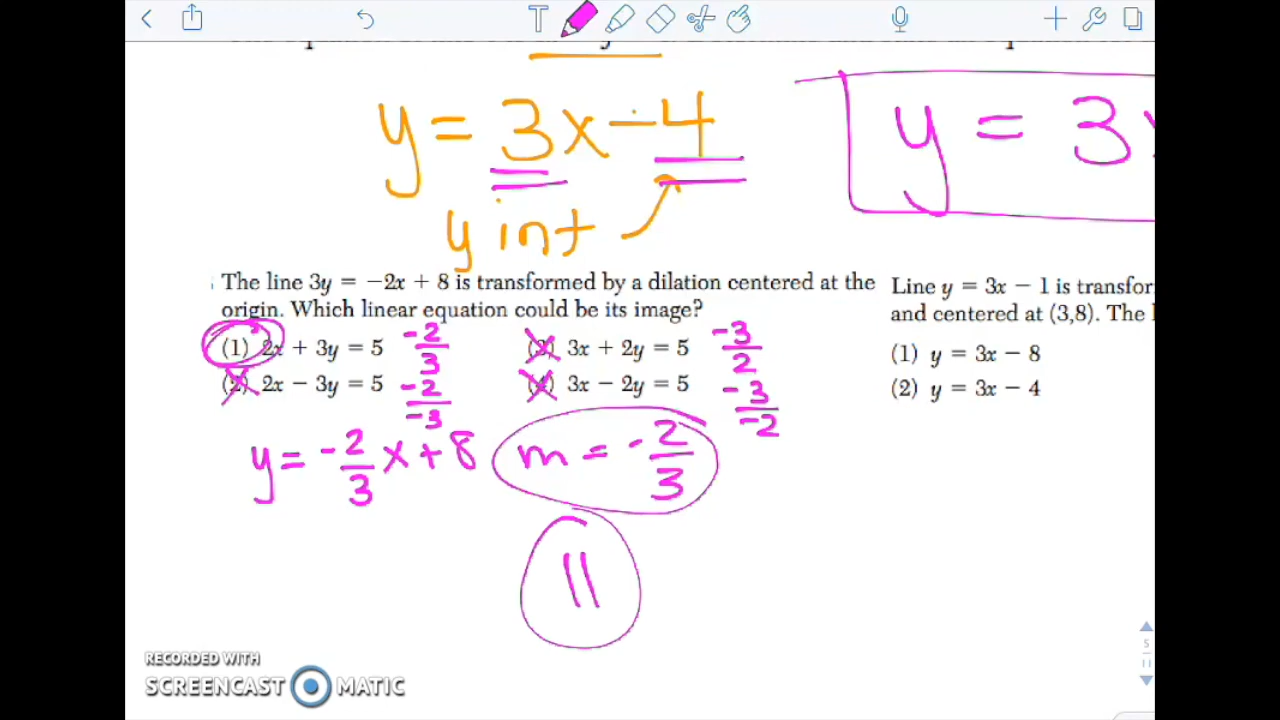 y = 3x - 4
y = 3
y int
The line 3y = −2x + 8 is transformed by a dilation centered at the
origin. Which linear equation could be its image?
(1) 2x + 3y = 5 -2/3
(2) 2x − 3y = 5 -2/-3
(3) 3x + 2y = 5 -3/2
(4) 3x − 2y = 5 -3/-2
y = -2/3 x + 8
m = -2/3
||
Line y = 3x − 1 is transfor
and centered at (3,8). The
(1) y = 3x − 8
(2) y = 3x − 4
5
11
RECORDED WITH
SCREENCAST MATIC